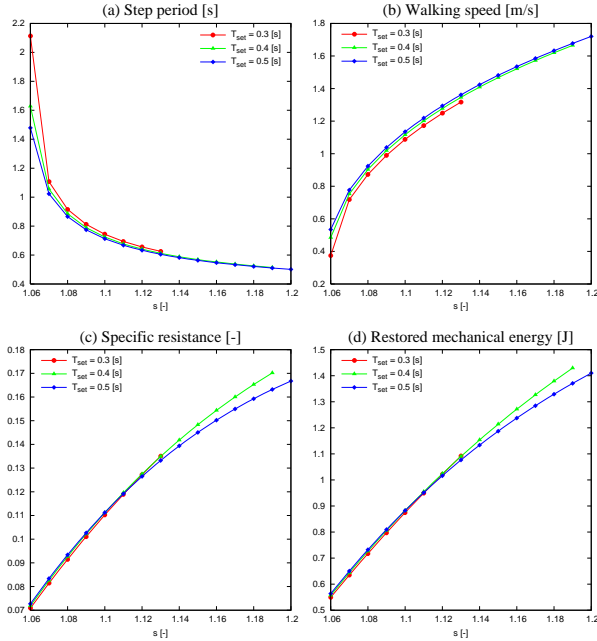 (a) Step period [s]
2.2
2
1.8
1.6
1.4
1.2
1
0.8
0.6
0.4
1.06 1.08 1.1 1.12 1.14 1.16 1.18 1.2
s [-]
T_set = 0.3 [s]
T_set = 0.4 [s]
T_set = 0.5 [s]
(b) Walking speed [m/s]
1.8
1.6
1.4
1.2
1
0.8
0.6
0.4
0.2
1.06 1.08 1.1 1.12 1.14 1.16 1.18 1.2
s [-]
T_set = 0.3 [s]
T_set = 0.4 [s]
T_set = 0.5 [s]
(c) Specific resistance [-]
0.18
0.17
0.16
0.15
0.14
0.13
0.12
0.11
0.1
0.09
0.08
0.07
1.06 1.08 1.1 1.12 1.14 1.16 1.18 1.2
s [-]
T_set = 0.3 [s]
T_set = 0.4 [s]
T_set = 0.5 [s]
(d) Restored mechanical energy [J]
1.5
1.4
1.3
1.2
1.1
1
0.9
0.8
0.7
0.6
0.5
1.06 1.08 1.1 1.12 1.14 1.16 1.18 1.2
s [-]
T_set = 0.3 [s]
T_set = 0.4 [s]
T_set = 0.5 [s]